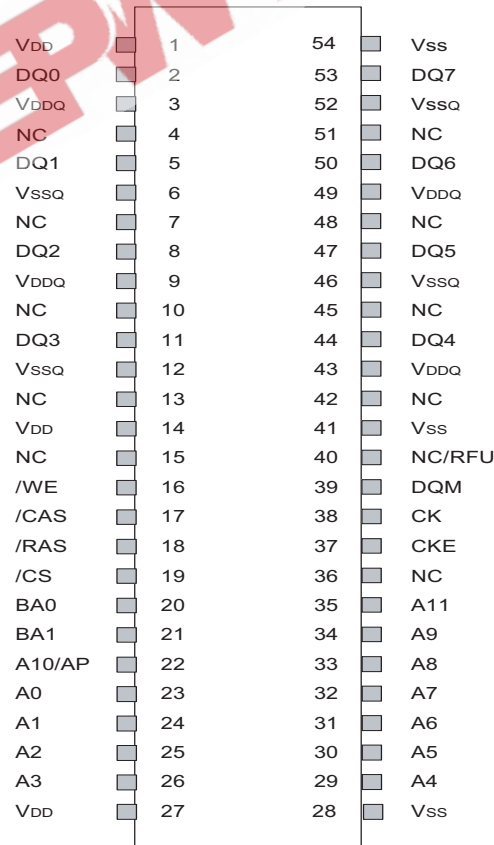 VDD 1 54 VSS
DQ0 2 53 DQ7
VDDQ 3 52 VSSQ
NC 4 51 NC
DQ1 5 50 DQ6
VSSQ 6 49 VDDQ
NC 7 48 NC
DQ2 8 47 DQ5
VDDQ 9 46 VSSQ
NC 10 45 NC
DQ3 11 44 DQ4
VSSQ 12 43 VDDQ
NC 13 42 NC
VDD 14 41 VSS
NC 15 40 NC/RFU
/WE 16 39 DQM
/CAS 17 38 CK
/RAS 18 37 CKE
/CS 19 36 NC
BA0 20 35 A11
BA1 21 34 A9
A10/AP 22 33 A8
A0 23 32 A7
A1 24 31 A6
A2 25 30 A5
A3 26 29 A4
VDD 27 28 VSS